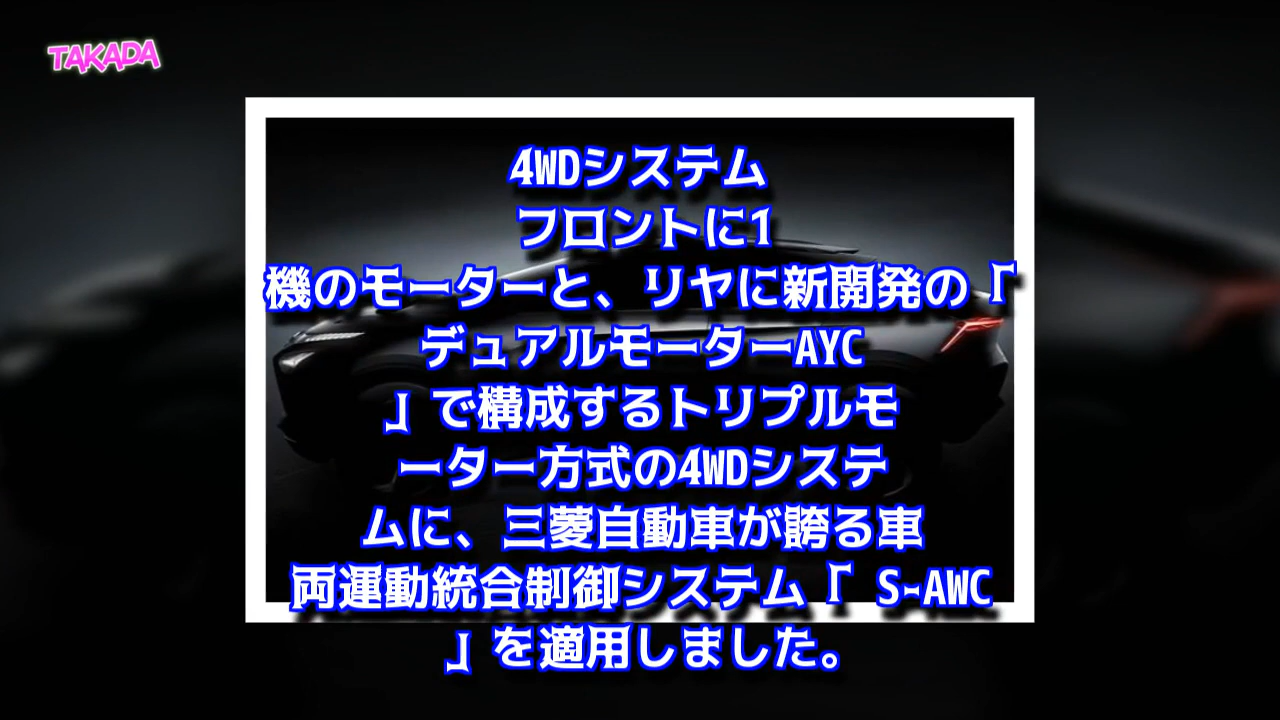 TAKADA
4WDシステム
フロントに1
機のモーターと、リヤに新開発の「
デュアルモーターAYC
」で構成するトリプルモ
ーター方式の4WDシステ
ムに、三菱自動車が誇る車
両運動統合制御システム「 S-AWC
」を適用しました。